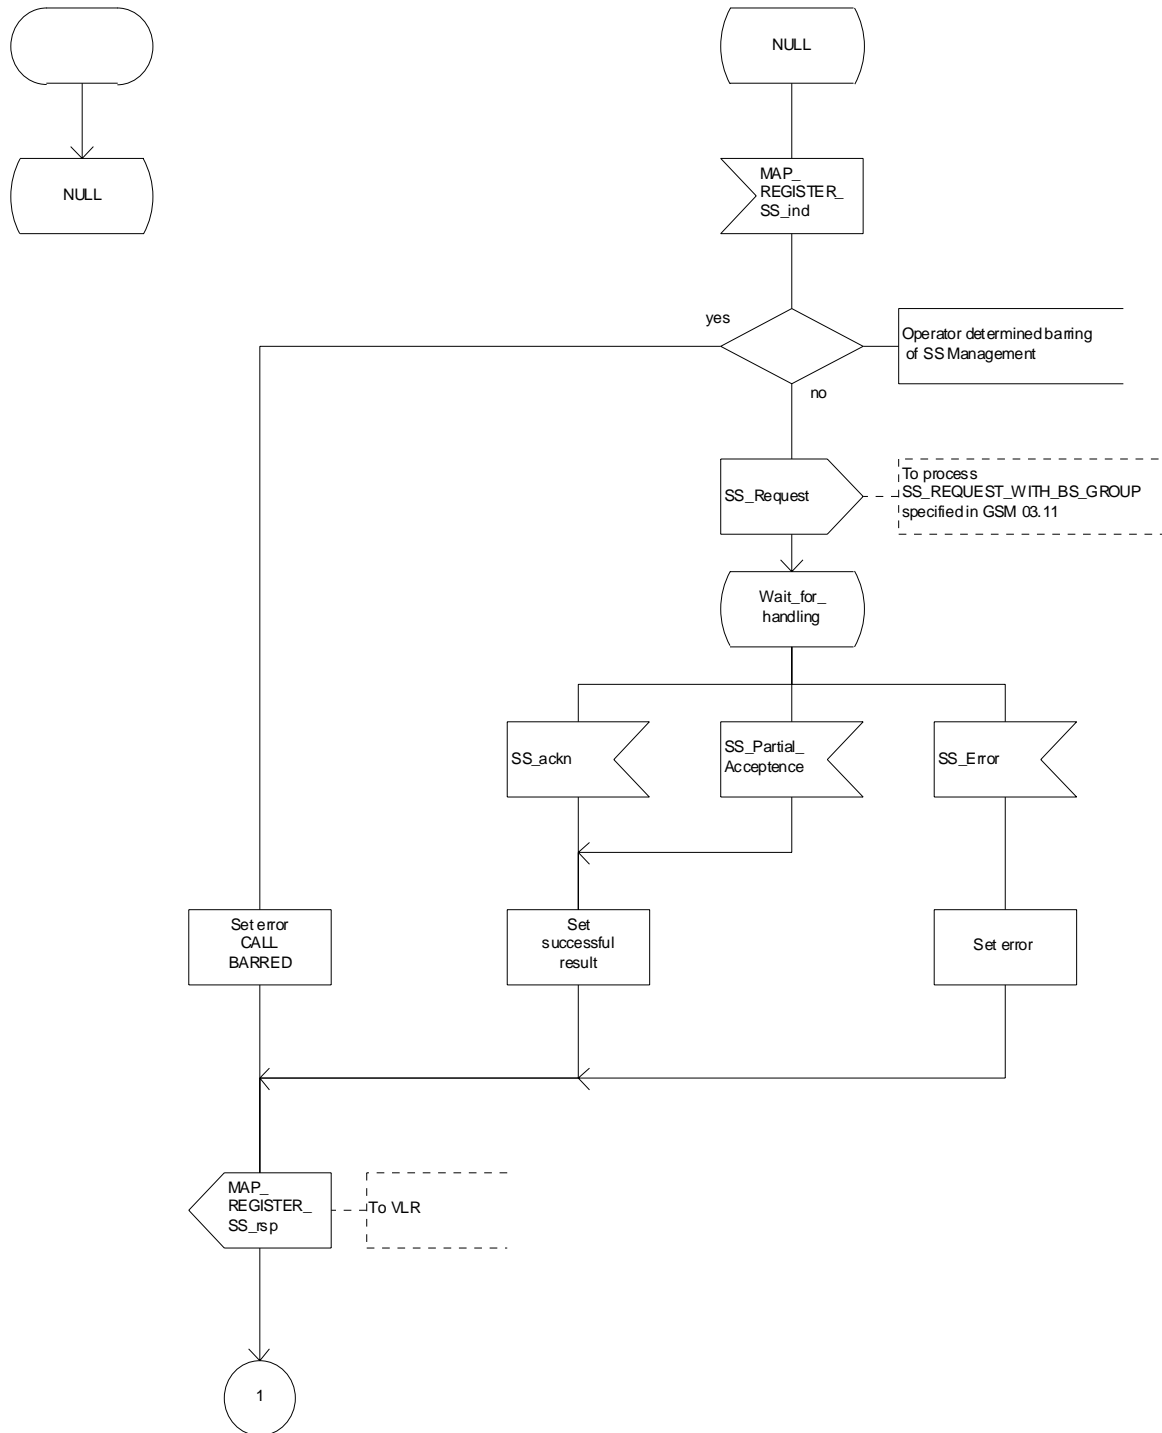 NULL
NULL
MAP_
REGISTER_
SS_ind
yes
Operator determined barring
of SS Management
no
SS_Request
To process
SS_REQUEST_WITH_BS_GROUP
specified in GSM 03.11
Wait_for_
handling
SS_ackn
SS_Partial_
Acceptence
SS_Error
Set error
CALL
BARRED
Set
successful
result
Set error
MAP_
REGISTER_
SS_rsp
To VLR
1